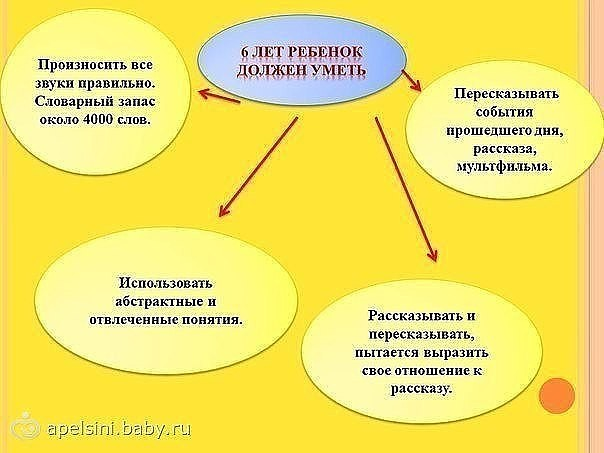 6 ЛЕТ РЕБЕНОК
ДОЛЖЕН УМЕТЬ
Произносить все
звуки правильно.
Словарный запас
около 4000 слов.
Пересказывать
события
прошедшего дня,
рассказа,
мультфильма.
Использовать
абстрактные и
отвлеченные понятия.
Рассказывать и
пересказывать,
пытается выразить
свое отношение к
рассказу.
apelsini.baby.ru